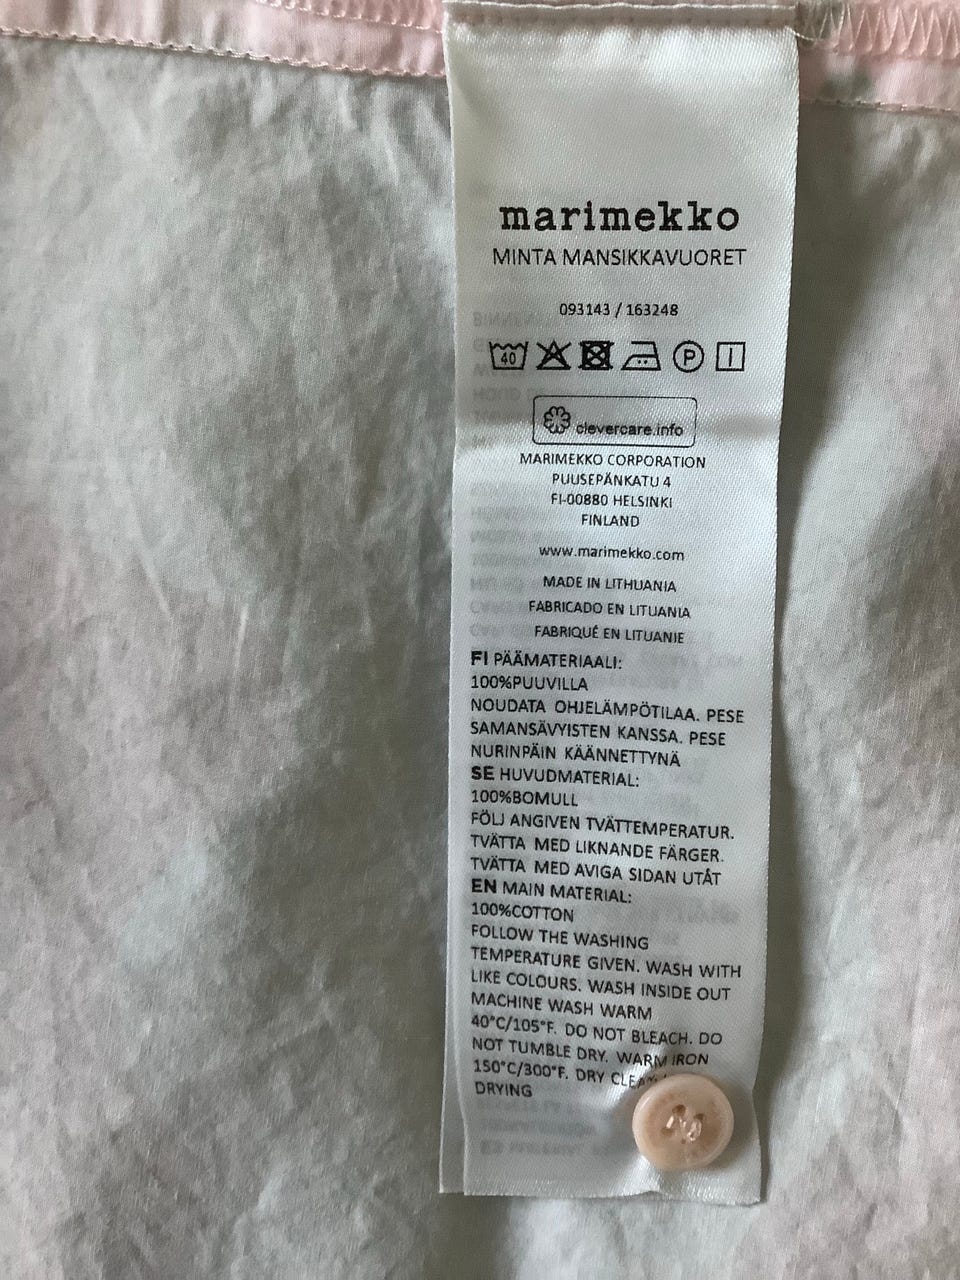 marimekko
MINTA MANSIKKAVUORET
093143 / 163248
40
P
clevercare.info
MARIMEKKO CORPORATION
PUUSEPÄNKATU 4
FI-00880 HELSINKI
FINLAND
www.marimekko.com
MADE IN LITHUANIA
FABRICADO EN LITUANIA
FABRIQUÉ EN LITUANIE
FI PÄÄMATERIAALI:
100%PUUVILLA
NOUDATA OHJELÄMPÖTILAA. PESE
SAMANSÄVYISTEN KANSSA. PESE
NURINPÄIN KÄÄNNETTYNÄ
SE HUVUDMATERIAL:
100%BOMULL
FÖLJ ANGIVEN TVÄTTEMPERATUR.
TVÄTTA MED LIKNANDE FÄRGER.
TVÄTTA MED AVIGA SIDAN UTÅT
EN MAIN MATERIAL:
100%COTTON
FOLLOW THE WASHING
TEMPERATURE GIVEN. WASH WITH
LIKE COLOURS. WASH INSIDE OUT
MACHINE WASH WARM
40°C/105°F. DO NOT BLEACH. DO
NOT TUMBLE DRY. WARM IRON
150°C/300°F. DRY
DRYING